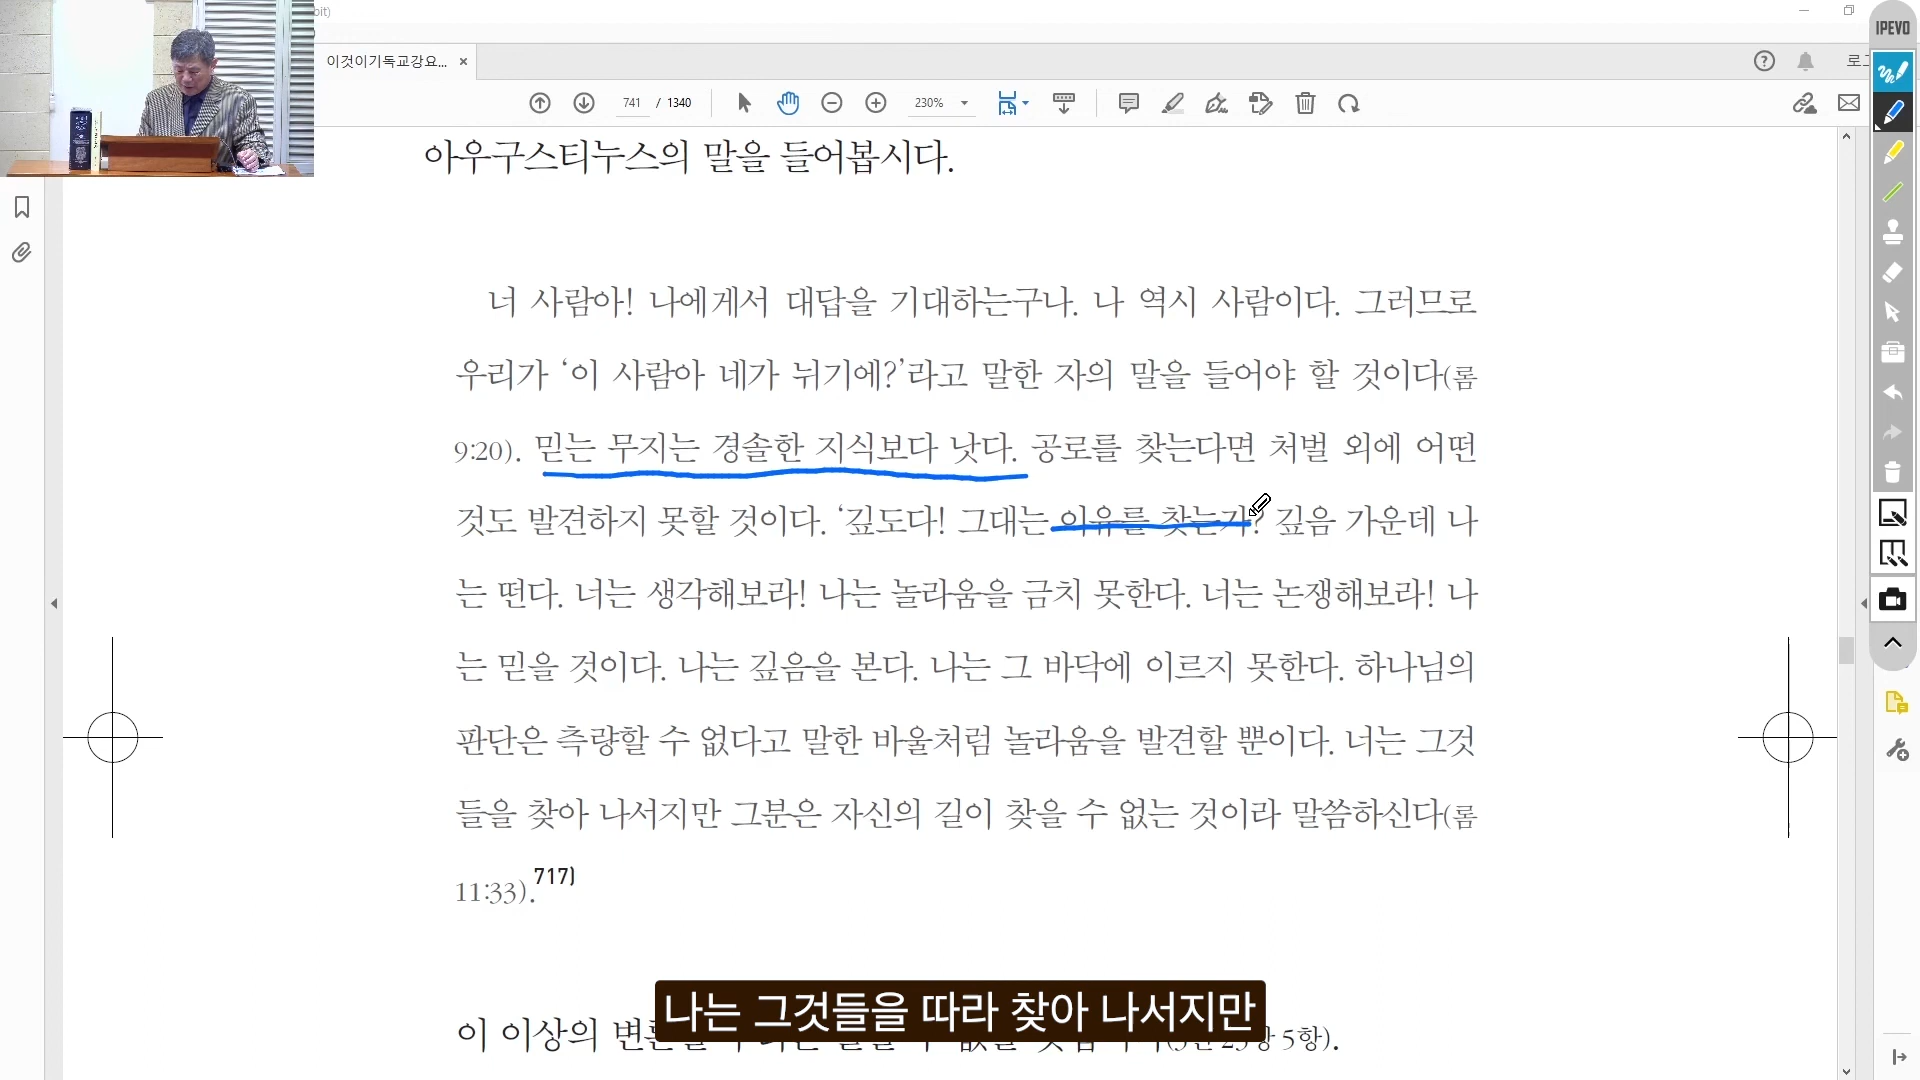 bit)
IPEVO
이것이기독교강요...
로그
741 / 1340
230%
아우구스티누스의 말을 들어봅시다.
너 사람아! 나에게서 대답을 기대하는구나. 나 역시 사람이다. 그러므로
우리가 ‘이 사람아 네가 뉘기에?’라고 말한 자의 말을 들어야 할 것이다(롬
9:20). 믿는 무지는 경솔한 지식보다 낫다. 공로를 찾는다면 처벌 외에 어떤
것도 발견하지 못할 것이다. ‘깊도다! 그대는 이유를 찾는가? 깊음 가운데 나
는 떤다. 너는 생각해보라! 나는 놀라움을 금치 못한다. 너는 논쟁해보라! 나
는 믿을 것이다. 나는 깊음을 본다. 나는 그 바닥에 이르지 못한다. 하나님의
판단은 측량할 수 없다고 말한 바울처럼 놀라움을 발견할 뿐이다. 너는 그것
들을 찾아 나서지만 그분은 자신의 길이 찾을 수 없는 것이라 말씀하신다(롬
11:33).717)
나는 그것들을 따라 찾아 나서지만
이 이상의
5항).